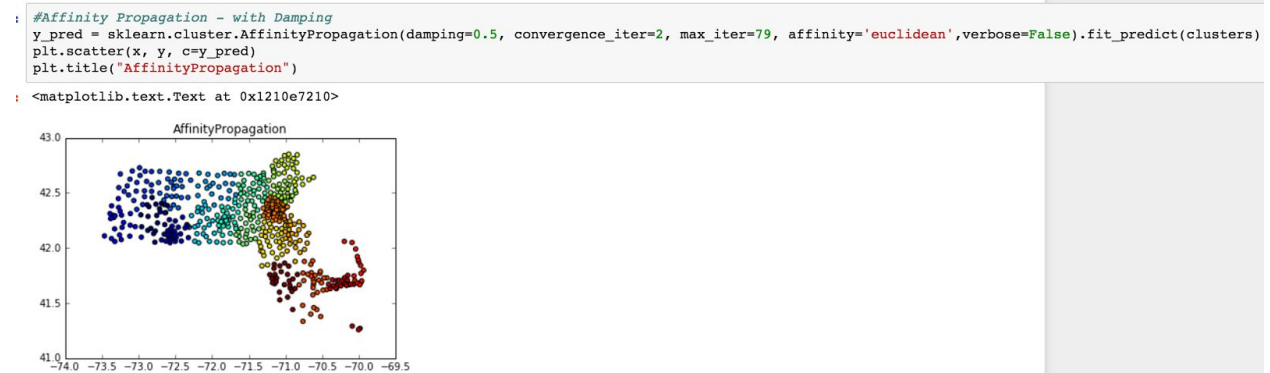 #Affinity Propagation - with Damping
y_pred = sklearn.cluster.AffinityPropagation(damping=0.5, convergence_iter=2, max_iter=79, affinity='euclidean',verbose=False).fit_predict(clusters)
plt.scatter(x, y, c=y_pred)
plt.title("AffinityPropagation")
<matplotlib.text.Text at 0x1210e7210>
AffinityPropagation
43.0
42.5
42.0
41.5
41.0
−74.0 −73.5 −73.0 −72.5 −72.0 −71.5 −71.0 −70.5 −70.0 −69.5